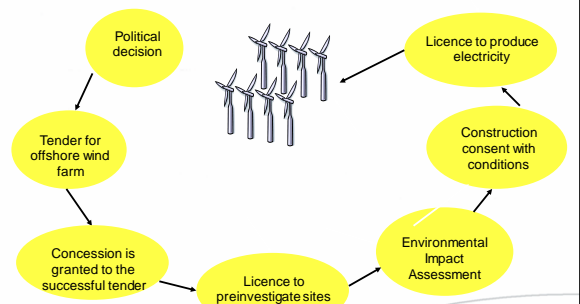 Political
decision
Tender for
offshore wind
farm
Concession is
granted to the
successful tender
Licence to
preinvestigate sites
Environmental
Impact
Assessment
Construction
consent with
conditions
Licence to produce
electricity